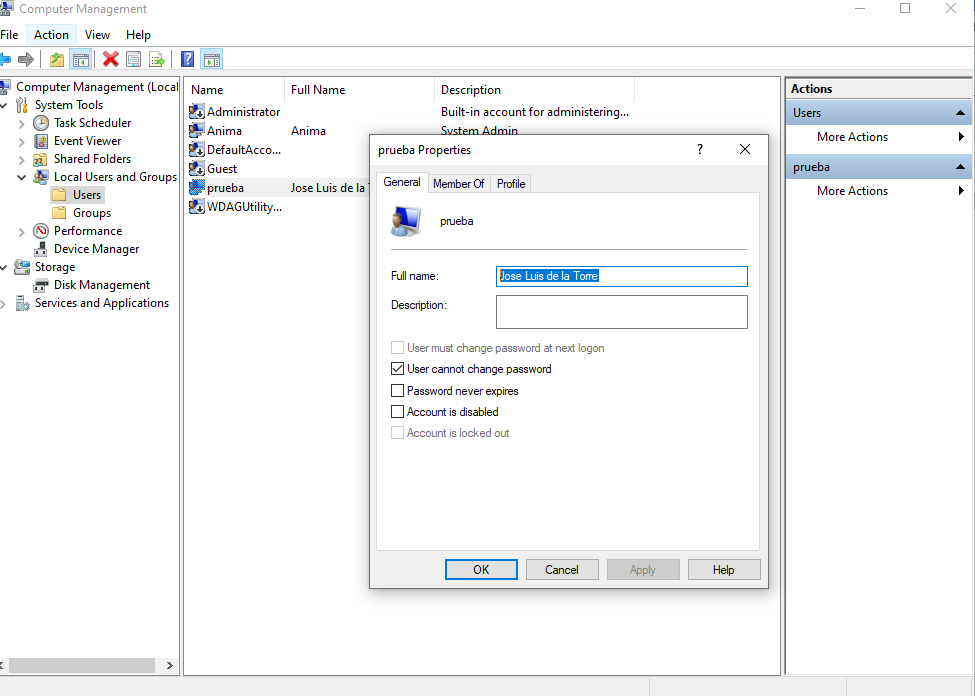 Computer Management
File Action View Help
Computer Management (Local
System Tools
Task Scheduler
Event Viewer
Shared Folders
Local Users and Groups
Users
Groups
Performance
Device Manager
Storage
Disk Management
Services and Applications
Name Full Name Description
Administrator Built-in account for administering...
Anima Anima System Admin
DefaultAcco...
Guest
prueba Jose Luis de la
WDAGUtility...
prueba Properties
?
General Member Of Profile
prueba
Full name: Jose Luis de la Torre
Description:
User must change password at next logon
User cannot change password
Password never expires
Account is disabled
Account is locked out
OK Cancel Apply Help
Actions
Users
More Actions
prueba
More Actions